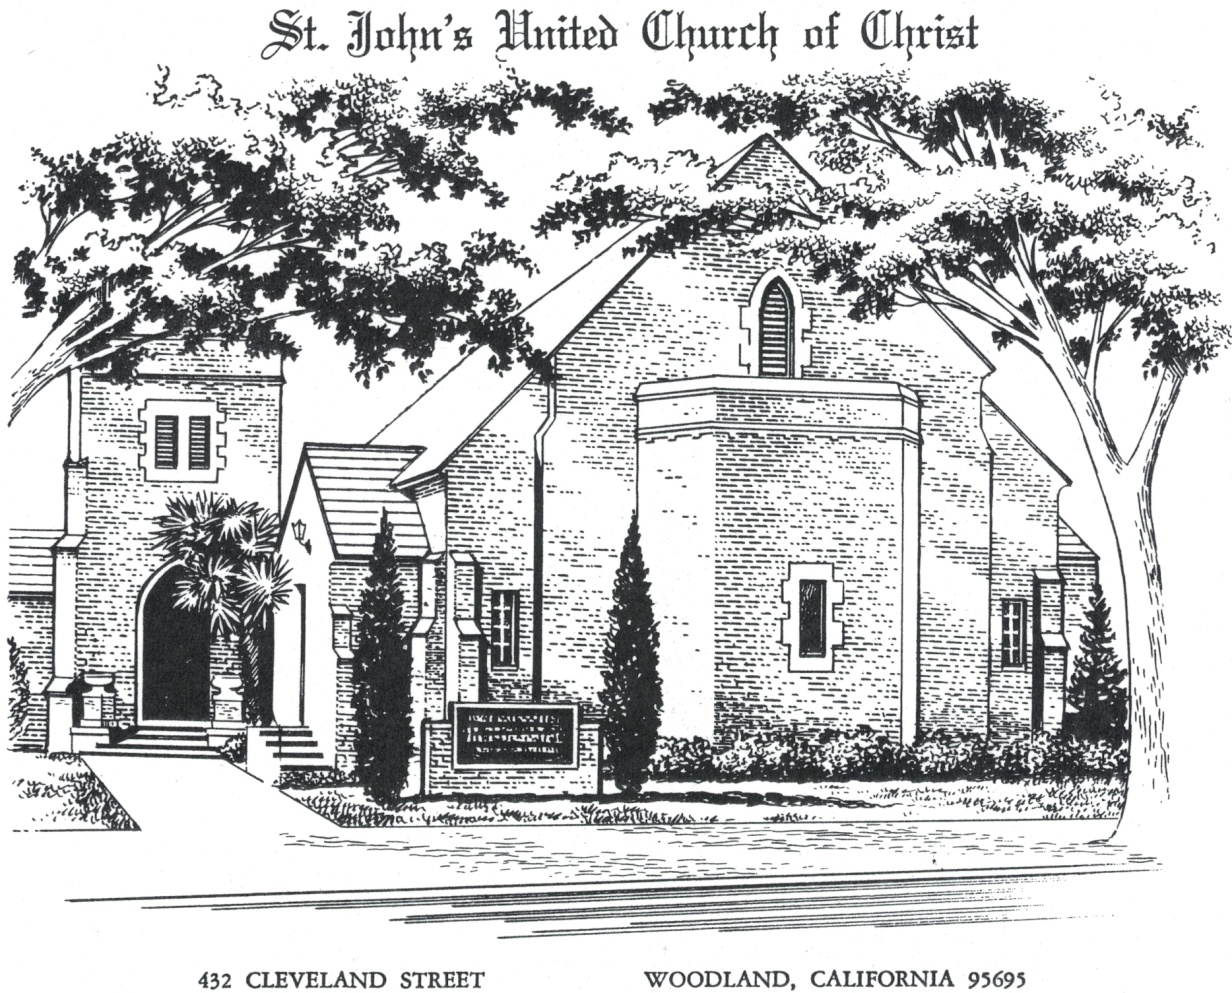 St. John's United Church of Christ
432 CLEVELAND STREET WOODLAND, CALIFORNIA 95695